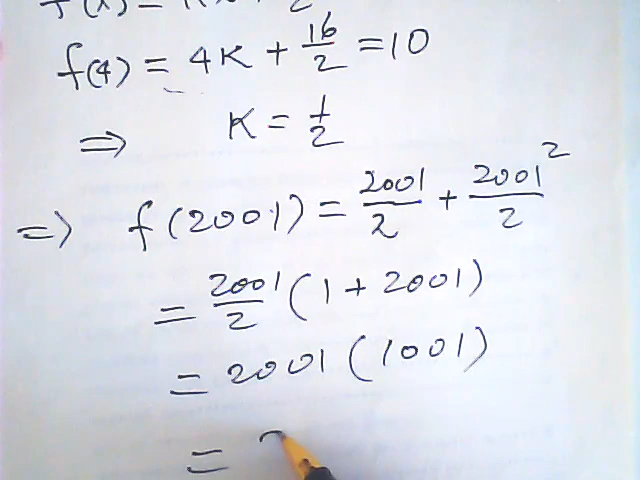 f(4) = 4K + 16/2 = 10
⇒ K = 1/2
⇒ f(2001) = 2001/2 + 2001²/2
= 2001/2 (1 + 2001)
= 2001 (1001)
=